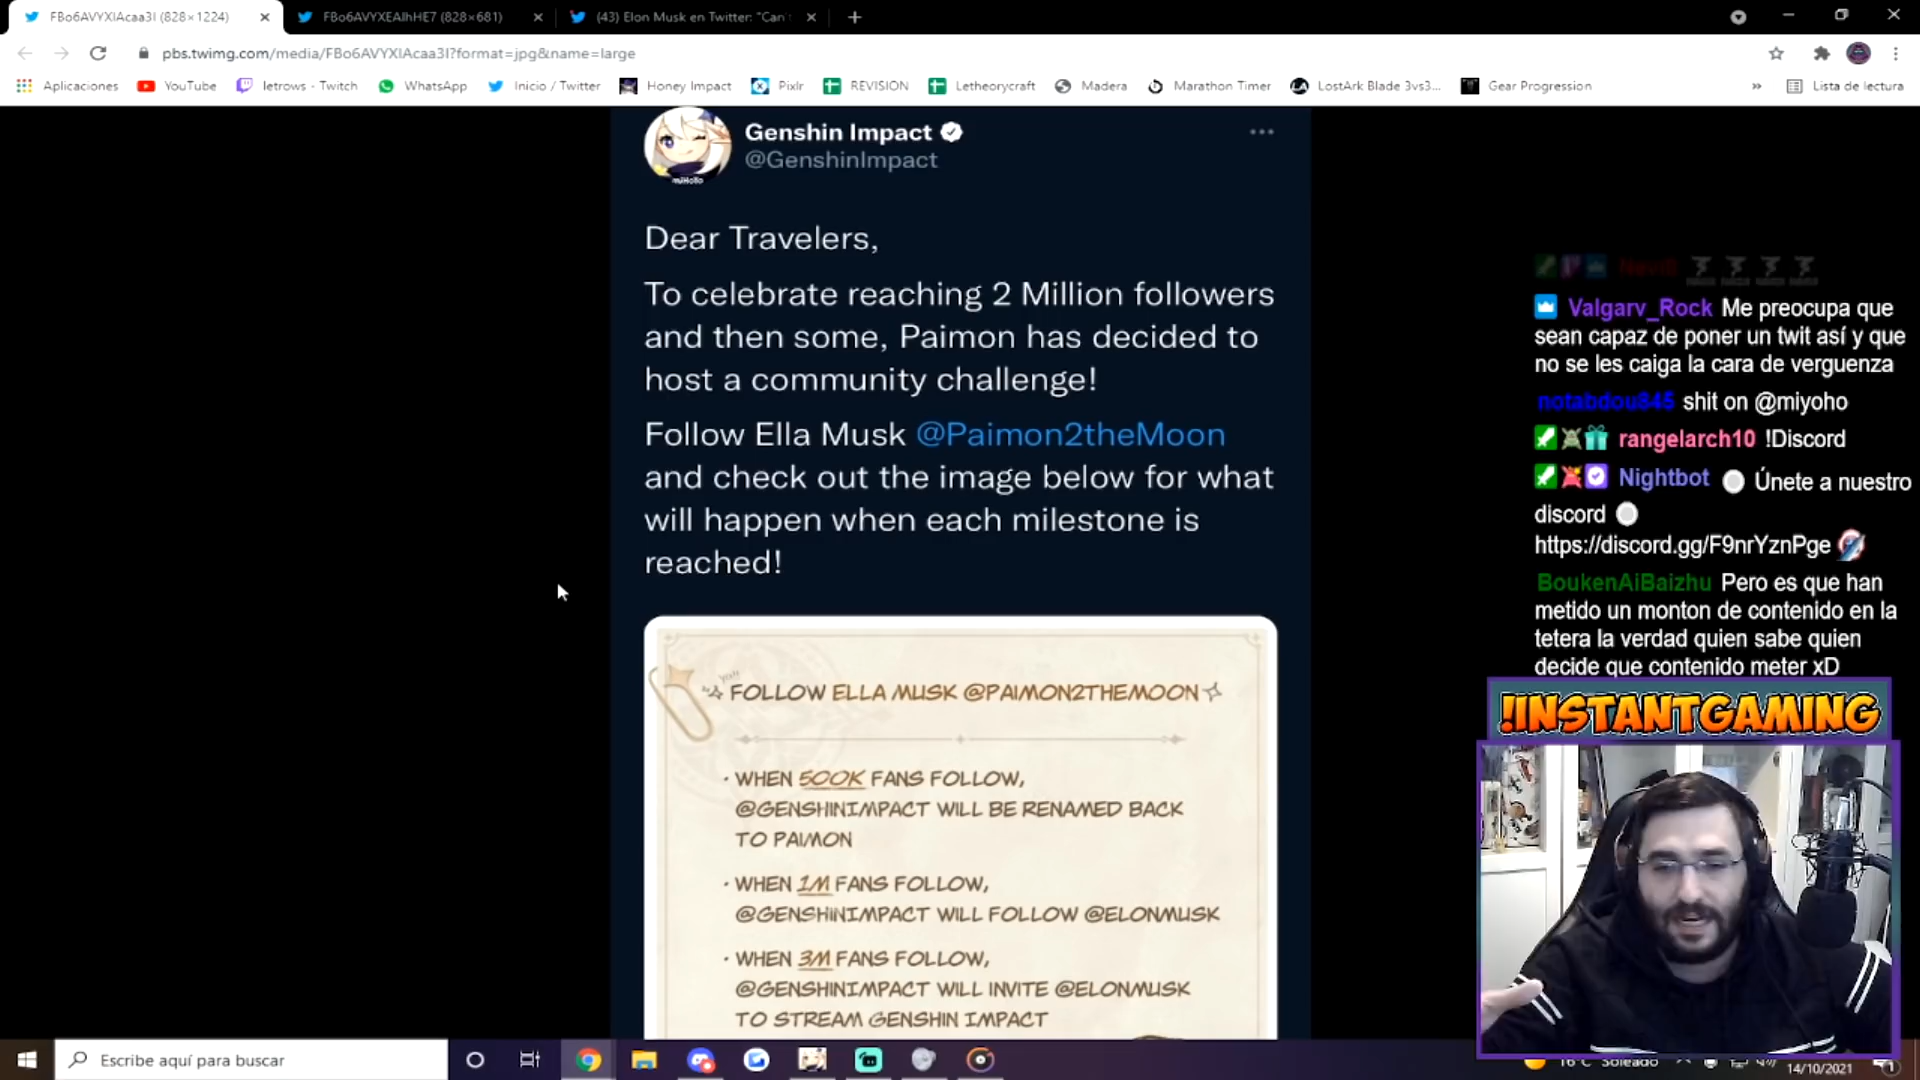 FBo6AVYXIAcaa3I (828×1224)
FBo6AVYXEAIhHE7 (828×681)
(43) Elon Musk en Twitter: "Can'
pbs.twimg.com/media/FBo6AVYXIAcaa3I?format=jpg&name=large
Aplicaciones YouTube letrows - Twitch WhatsApp Inicio / Twitter Honey Impact Pixlr REVISION Letheorycraft Madera Marathon Timer LostArk Blade 3vs3... Gear Progression » Lista de lectura
Genshin Impact
@GenshinImpact
miHoYo
Dear Travelers,
To celebrate reaching 2 Million followers
and then some, Paimon has decided to
host a community challenge!
Follow Ella Musk @Paimon2theMoon
and check out the image below for what
will happen when each milestone is
reached!
FOLLOW ELLA MUSK @PAIMON2THEMOON
· WHEN 500K FANS FOLLOW,
@GENSHINIMPACT WILL BE RENAMED BACK
TO PAIMON
· WHEN 1M FANS FOLLOW,
@GENSHINIMPACT WILL FOLLOW @ELONMUSK
· WHEN 3M FANS FOLLOW,
@GENSHINIMPACT WILL INVITE @ELONMUSK
TO STREAM GENSHIN IMPACT
Valgarv_Rock Me preocupa que
sean capaz de poner un twit así y que
no se les caiga la cara de verguenza
notabdou845 shit on @miyoho
rangelarch10 !Discord
Nightbot Únete a nuestro
discord
https://discord.gg/F9nrYznPge
BoukenAiBaizhu Pero es que han
metido un monton de contenido en la
tetera la verdad quien sabe quien
decide que contenido meter xD
!INSTANTGAMING
Escribe aquí para buscar
16°C Soleado
14/10/2021